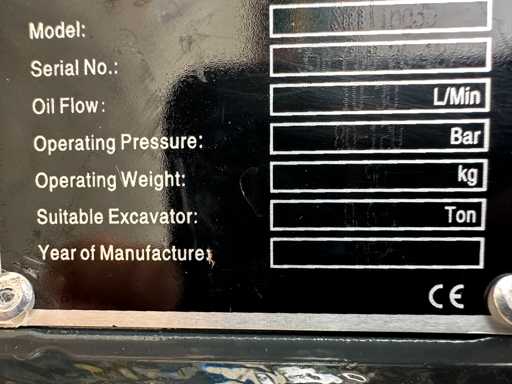 Model:
Serial No.:
Oil Flow: L/Min
Operating Pressure: Bar
Operating Weight: kg
Suitable Excavator: Ton
Year of Manufacture:
CE